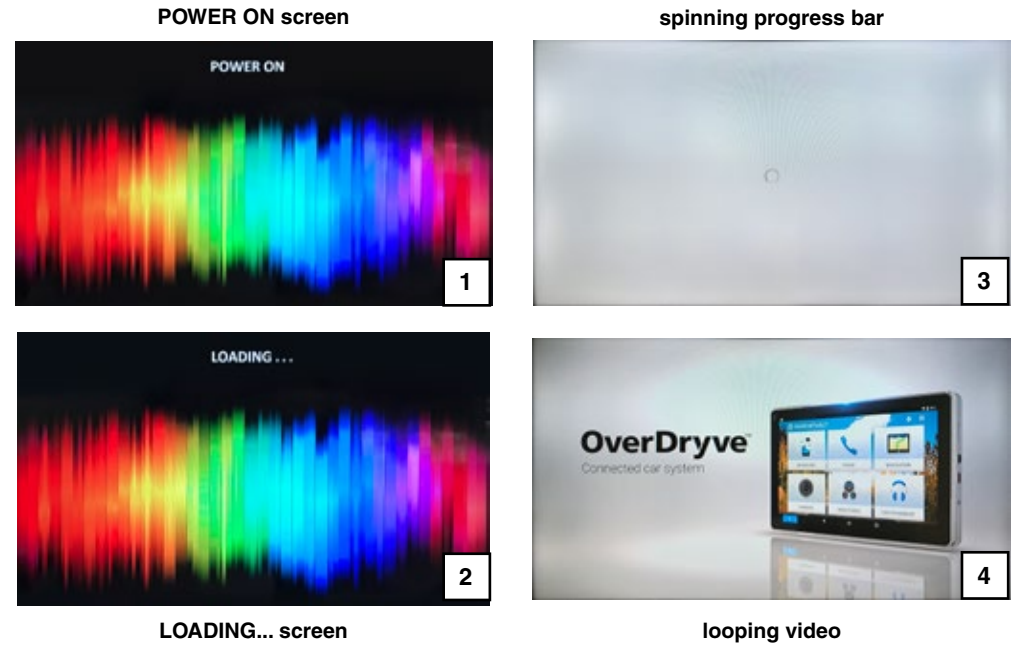 POWER ON screen
POWER ON
1
LOADING...
2
LOADING... screen
spinning progress bar
3
OverDryve™
Connected car system
4
looping video